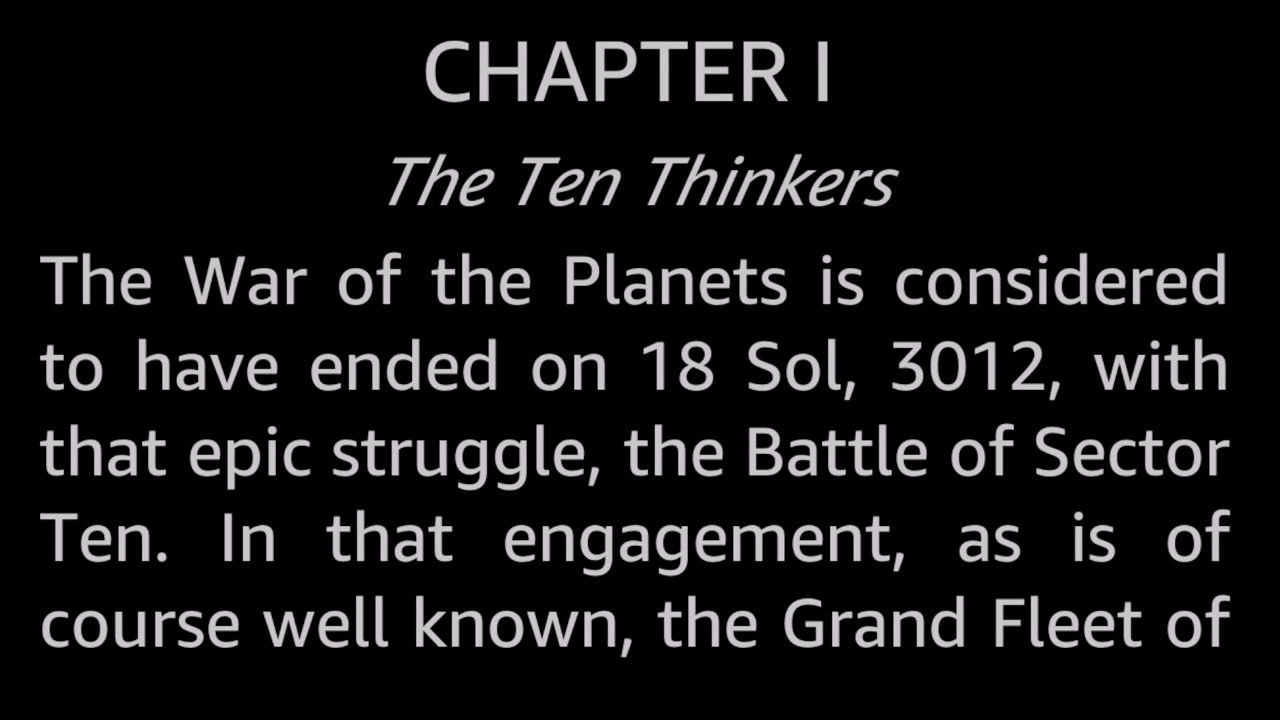 CHAPTER I
The Ten Thinkers
The War of the Planets is considered
to have ended on 18 Sol, 3012, with
that epic struggle, the Battle of Sector
Ten. In that engagement, as is of
course well known, the Grand Fleet of